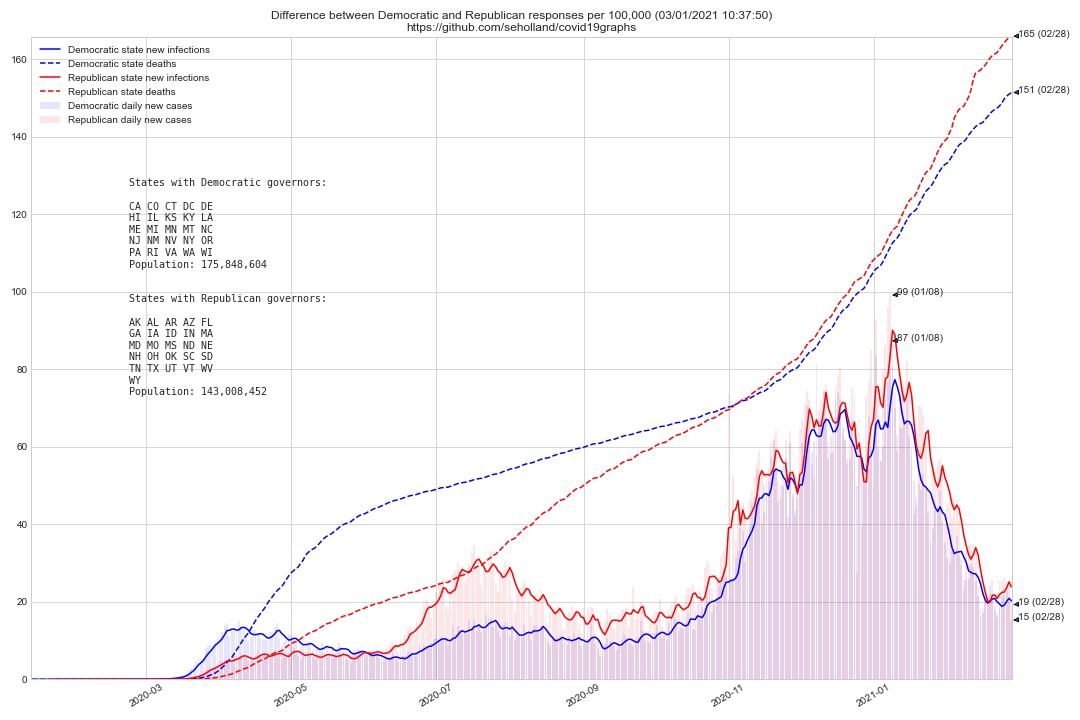 Difference between Democratic and Republican responses per 100,000 (03/01/2021 10:37:50)
https://github.com/seholland/covid19graphs
165 (02/28)
Democratic state new infections
Democratic state deaths
Republican state new infections
Republican state deaths
Democratic daily new cases
Republican daily new cases
151 (02/28)
160
140
120
100
80
60
40
20
0
States with Democratic governors:
CA CO CT DC DE
HI IL KS KY LA
ME MI MN MT NC
NJ NM NV NY OR
PA RI VA WA WI
Population: 175,848,604
States with Republican governors:
AK AL AR AZ FL
GA IA ID IN MA
MD MO MS ND NE
NH OH OK SC SD
TN TX UT VT WV
WY
Population: 143,008,452
99 (01/08)
87 (01/08)
19 (02/28)
15 (02/28)
2020-03
2020-05
2020-07
2020-09
2020-11
2021-01